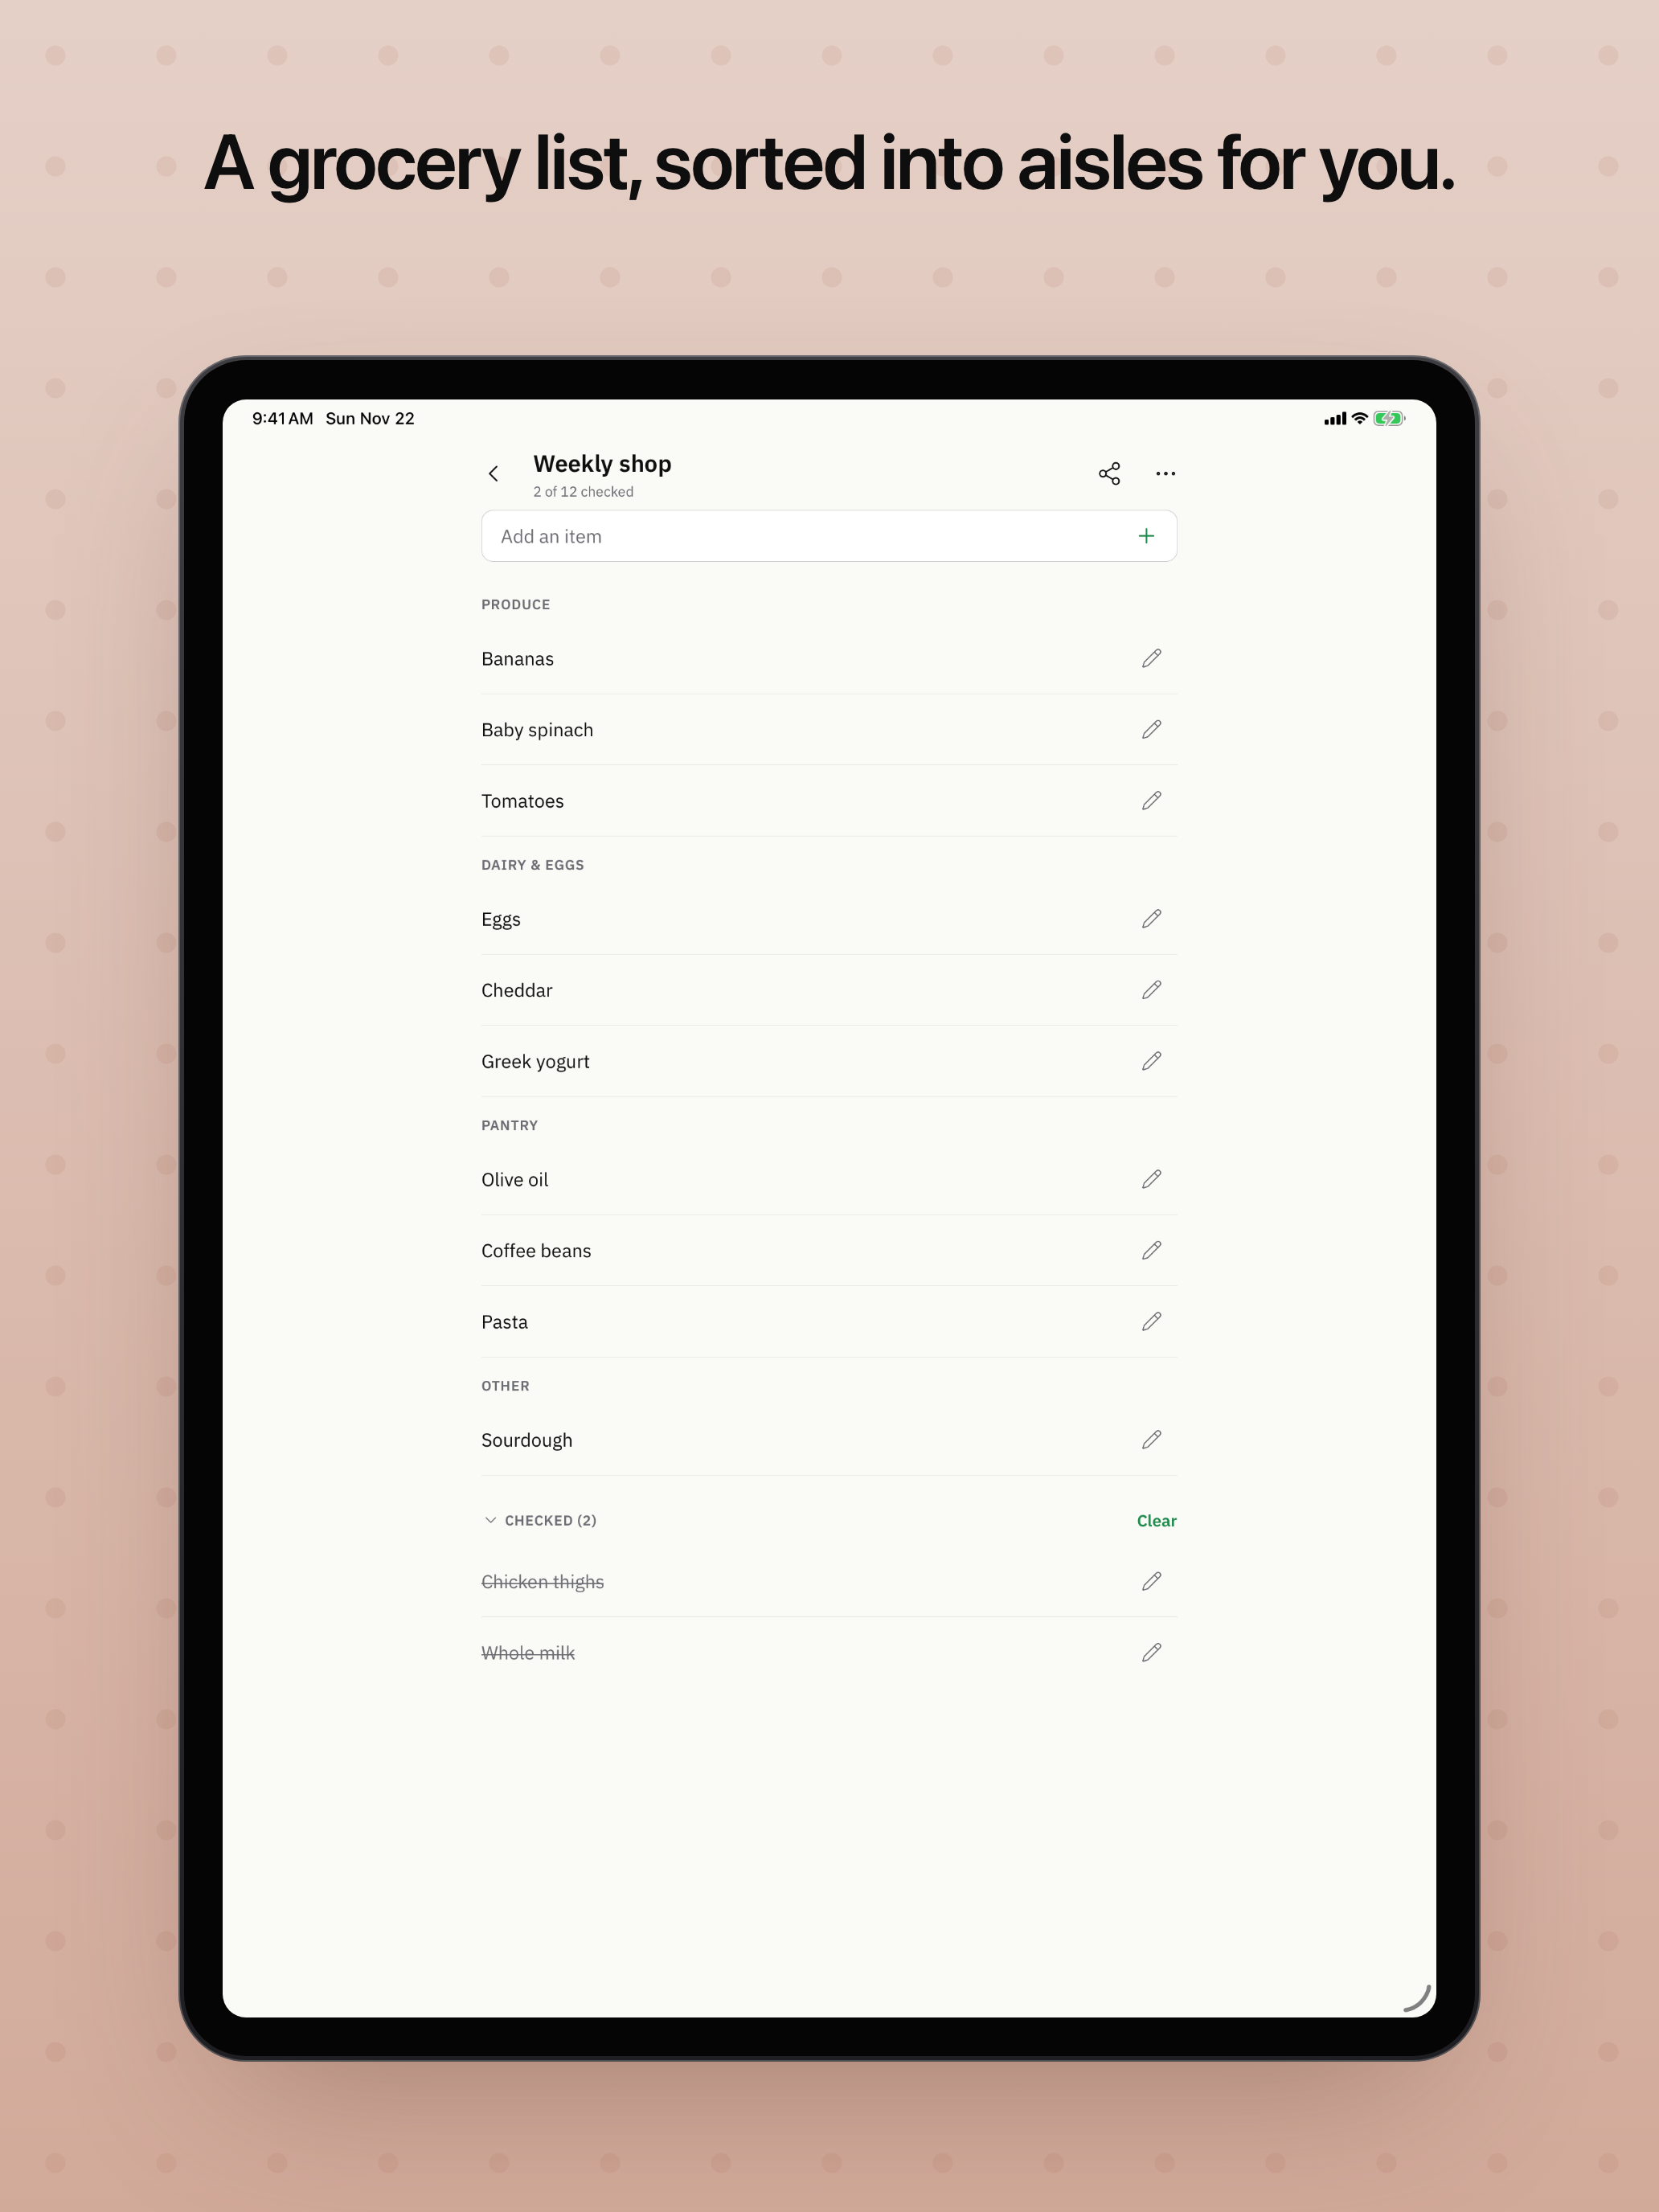 A grocery list, sorted into aisles for you.
9:41 AM Sun Nov 22
Weekly shop
2 of 12 checked
Add an item
PRODUCE
Bananas
Baby spinach
Tomatoes
DAIRY & EGGS
Eggs
Cheddar
Greek yogurt
PANTRY
Olive oil
Coffee beans
Pasta
OTHER
Sourdough
CHECKED (2) Clear
Chicken thighs
Whole milk